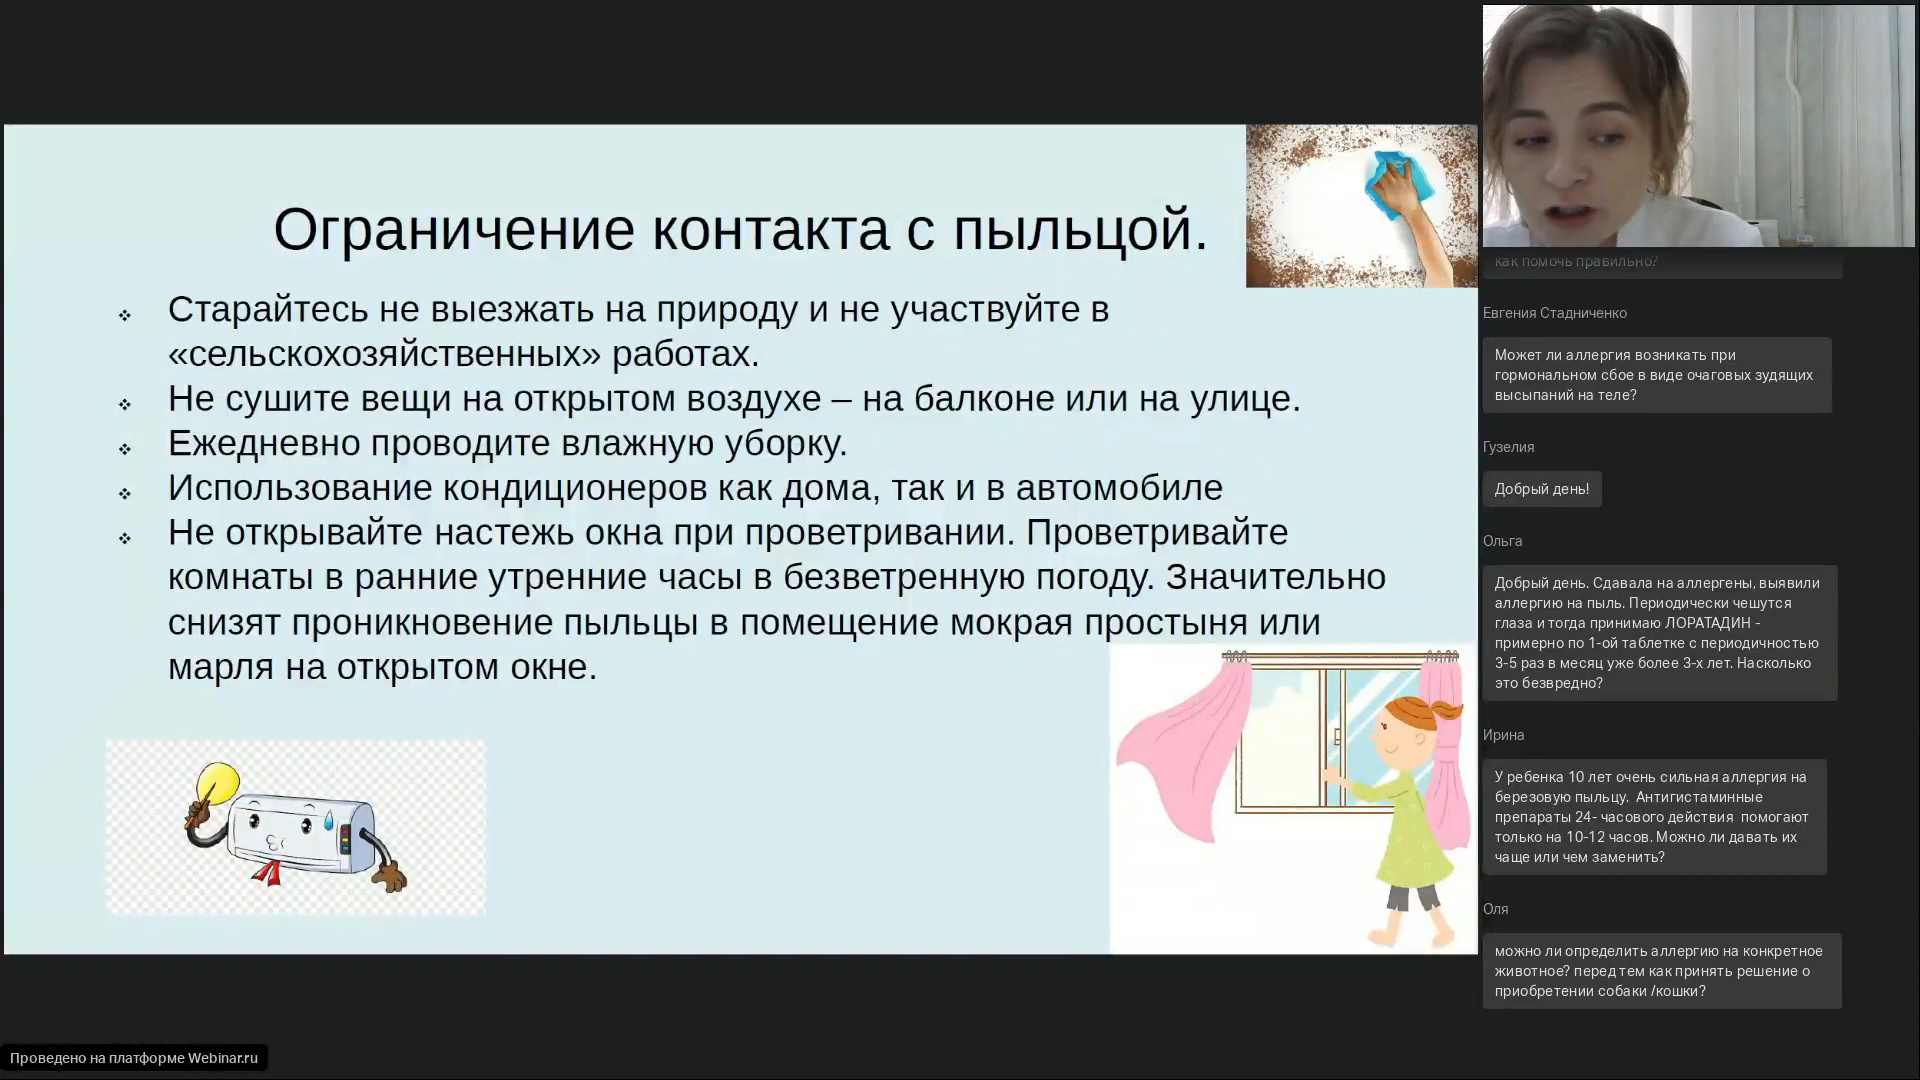 Ограничение контакта с пыльцой.
Старайтесь не выезжать на природу и не участвуйте в
«сельскохозяйственных» работах.
Не сушите вещи на открытом воздухе – на балконе или на улице.
Ежедневно проводите влажную уборку.
Использование кондиционеров как дома, так и в автомобиле
Не открывайте настежь окна при проветривании. Проветривайте
комнаты в ранние утренние часы в безветренную погоду. Значительно
снизят проникновение пыльцы в помещение мокрая простыня или
марля на открытом окне.
как помочь правильно?
Евгения Стадниченко
Может ли аллергия возникать при
гормональном сбое в виде очаговых зудящих
высыпаний на теле?
Гузелия
Добрый день!
Ольга
Добрый день. Сдавала на аллергены, выявили
аллергию на пыль. Периодически чешутся
глаза и тогда принимаю ЛОРАТАДИН -
примерно по 1-ой таблетке с периодичностью
3-5 раз в месяц уже более 3-х лет. Насколько
это безвредно?
Ирина
У ребенка 10 лет очень сильная аллергия на
березовую пыльцу. Антигистаминные
препараты 24- часового действия помогают
только на 10-12 часов. Можно ли давать их
чаще или чем заменить?
Оля
можно ли определить аллергию на конкретное
животное? перед тем как принять решение о
приобретении собаки /кошки?
Проведено на платформе Webinar.ru